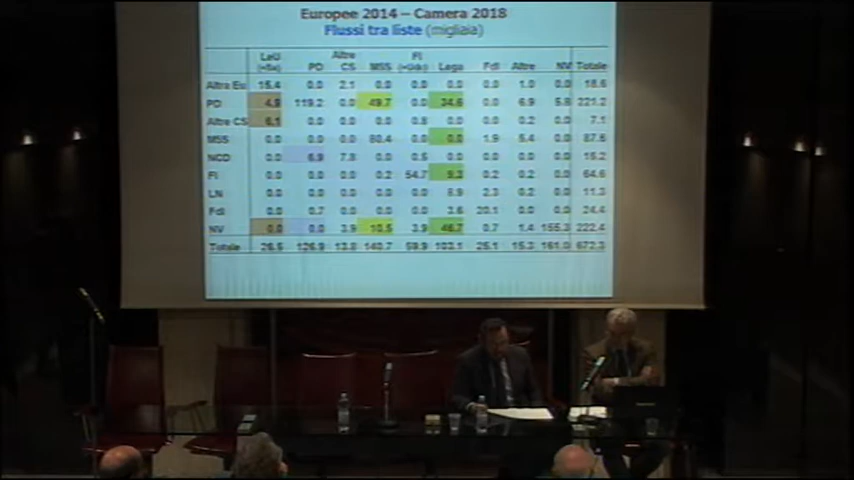 Europee 2014 – Camera 2018
Flussi tra liste (migliaia)
LeU (+Sx) PD Altre CS M5S FI (+Udc) Lega FdI Altre NV Totale
Altra Eu 15.4 0.0 2.1 0.0 0.0 0.0 0.0 1.0 0.0 18.6
PD 4.9 119.2 0.0 49.7 0.0 34.6 0.0 6.9 5.8 221.2
Altre CS 6.1 0.0 0.0 0.0 0.8 0.0 0.0 0.2 0.0 7.1
M5S 0.0 0.0 0.0 80.4 0.0 0.0 1.9 5.4 0.0 87.6
NCD 0.0 6.9 7.8 0.0 0.5 0.0 0.0 0.0 0.0 15.2
FI 0.0 0.0 0.0 0.2 54.7 9.3 0.2 0.2 0.0 64.6
LN 0.0 0.0 0.0 0.0 0.0 8.9 2.3 0.2 0.0 11.3
FdI 0.0 0.7 0.0 0.0 0.0 3.6 20.1 0.0 0.0 24.4
NV 0.0 0.0 3.9 10.5 3.9 46.7 0.7 1.4 155.3 222.4
Totale 26.5 126.9 13.8 140.7 59.9 103.1 25.1 15.3 161.0 672.3